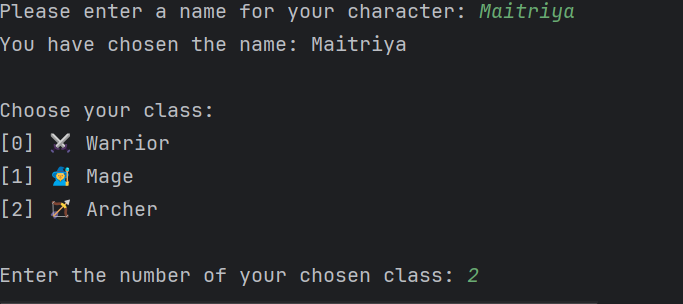 Please enter a name for your character: Maitriya
You have chosen the name: Maitriya
Choose your class:
[0] ⚔️ Warrior
[1] 🧙‍♂️ Mage
[2] 🏹 Archer
Enter the number of your chosen class: 2